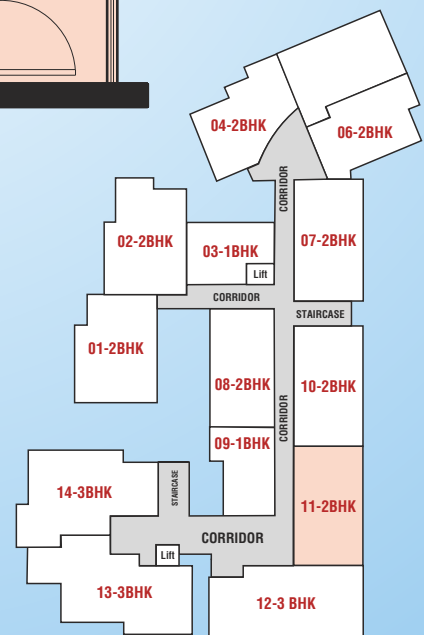 04-2BHK
06-2BHK
CORRIDOR
02-2BHK
03-1BHK
07-2BHK
Lift
CORRIDOR
STAIRCASE
01-2BHK
08-2BHK
10-2BHK
CORRIDOR
09-1BHK
14-3BHK
STAIRCASE
11-2BHK
CORRIDOR
Lift
13-3BHK
12-3 BHK